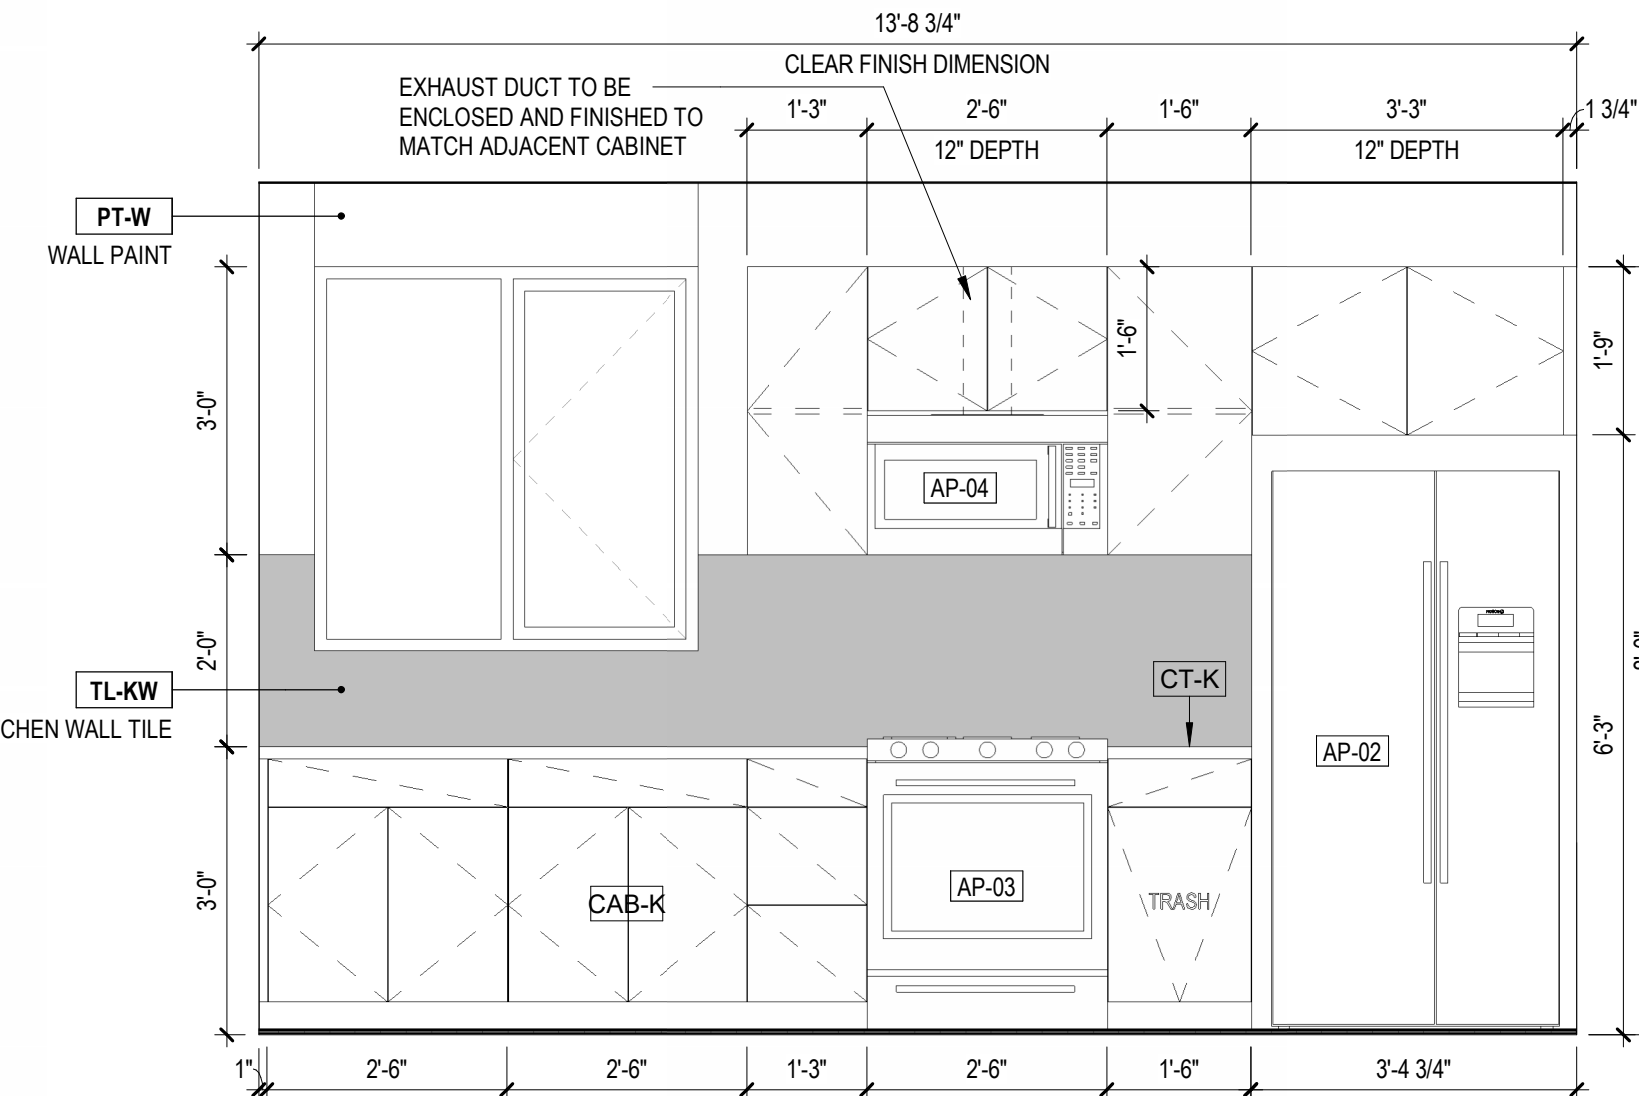 13'-8 3/4"
CLEAR FINISH DIMENSION
EXHAUST DUCT TO BE
ENCLOSED AND FINISHED TO
MATCH ADJACENT CABINET
1'-3"
2'-6"
1'-6"
3'-3"
1 3/4"
12" DEPTH
12" DEPTH
PT-W
WALL PAINT
3'-0"
1'-6"
1'-9"
AP-04
2'-0"
TL-KW
CHEN WALL TILE
CT-K
AP-02
6'-3"
3'-0"
CAB-K
AP-03
TRASH
1"
2'-6"
2'-6"
1'-3"
2'-6"
1'-6"
3'-4 3/4"